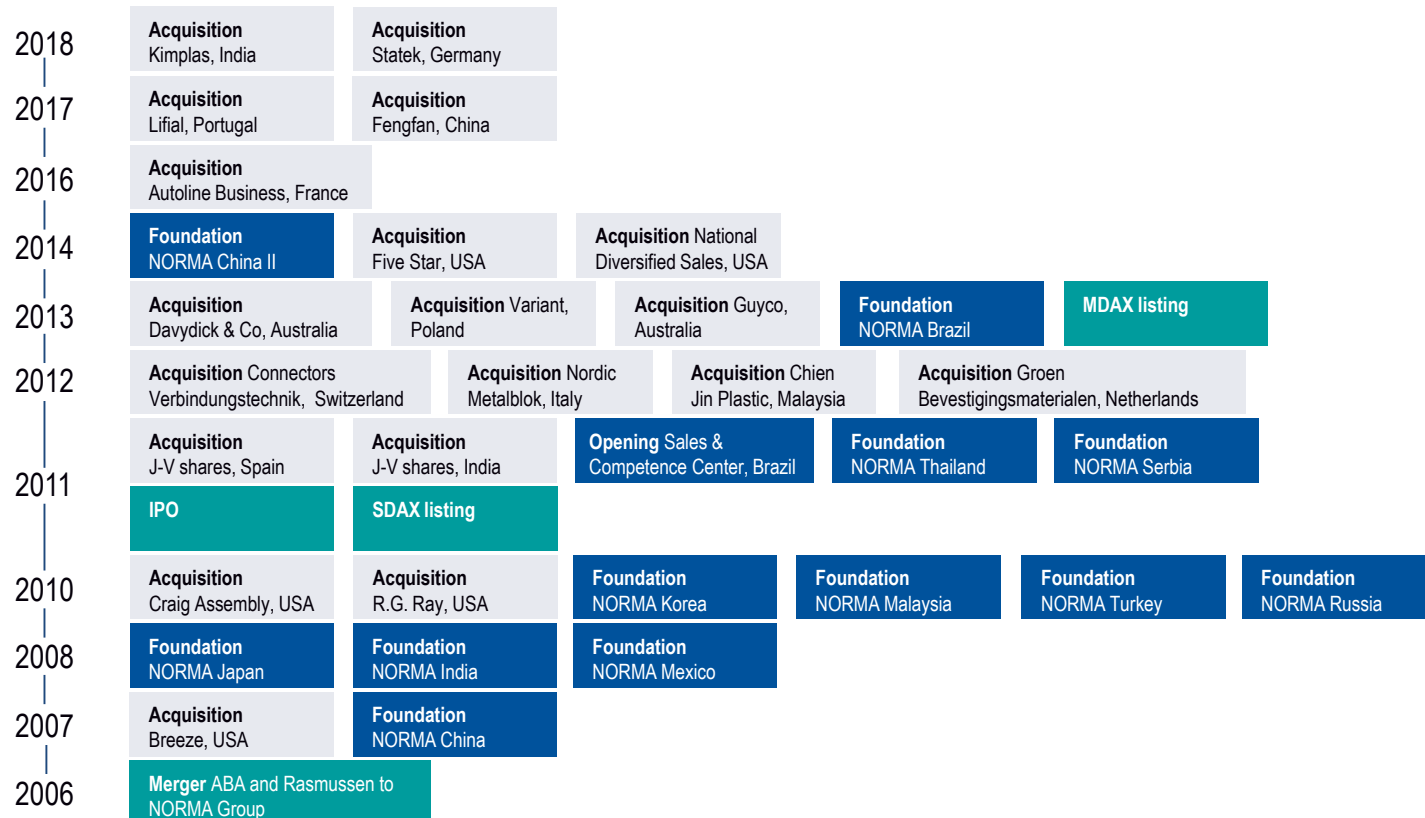 2018
Acquisition
Kimplas, India
Acquisition
Statek, Germany
2017
Acquisition
Lifial, Portugal
Acquisition
Fengfan, China
2016
Acquisition
Autoline Business, France
2014
Foundation
NORMA China II
Acquisition
Five Star, USA
Acquisition National
Diversified Sales, USA
2013
Acquisition
Davydick & Co, Australia
Acquisition Variant,
Poland
Acquisition Guyco,
Australia
Foundation
NORMA Brazil
MDAX listing
2012
Acquisition Connectors
Verbindungstechnik, Switzerland
Acquisition Nordic
Metalblok, Italy
Acquisition Chien
Jin Plastic, Malaysia
Acquisition Groen
Bevestigingsmaterialen, Netherlands
2011
Acquisition
J-V shares, Spain
Acquisition
J-V shares, India
Opening Sales &
Competence Center, Brazil
Foundation
NORMA Thailand
Foundation
NORMA Serbia
IPO
SDAX listing
2010
Acquisition
Craig Assembly, USA
Acquisition
R.G. Ray, USA
Foundation
NORMA Korea
Foundation
NORMA Malaysia
Foundation
NORMA Turkey
Foundation
NORMA Russia
2008
Foundation
NORMA Japan
Foundation
NORMA India
Foundation
NORMA Mexico
2007
Acquisition
Breeze, USA
Foundation
NORMA China
2006
Merger ABA and Rasmussen to
NORMA Group